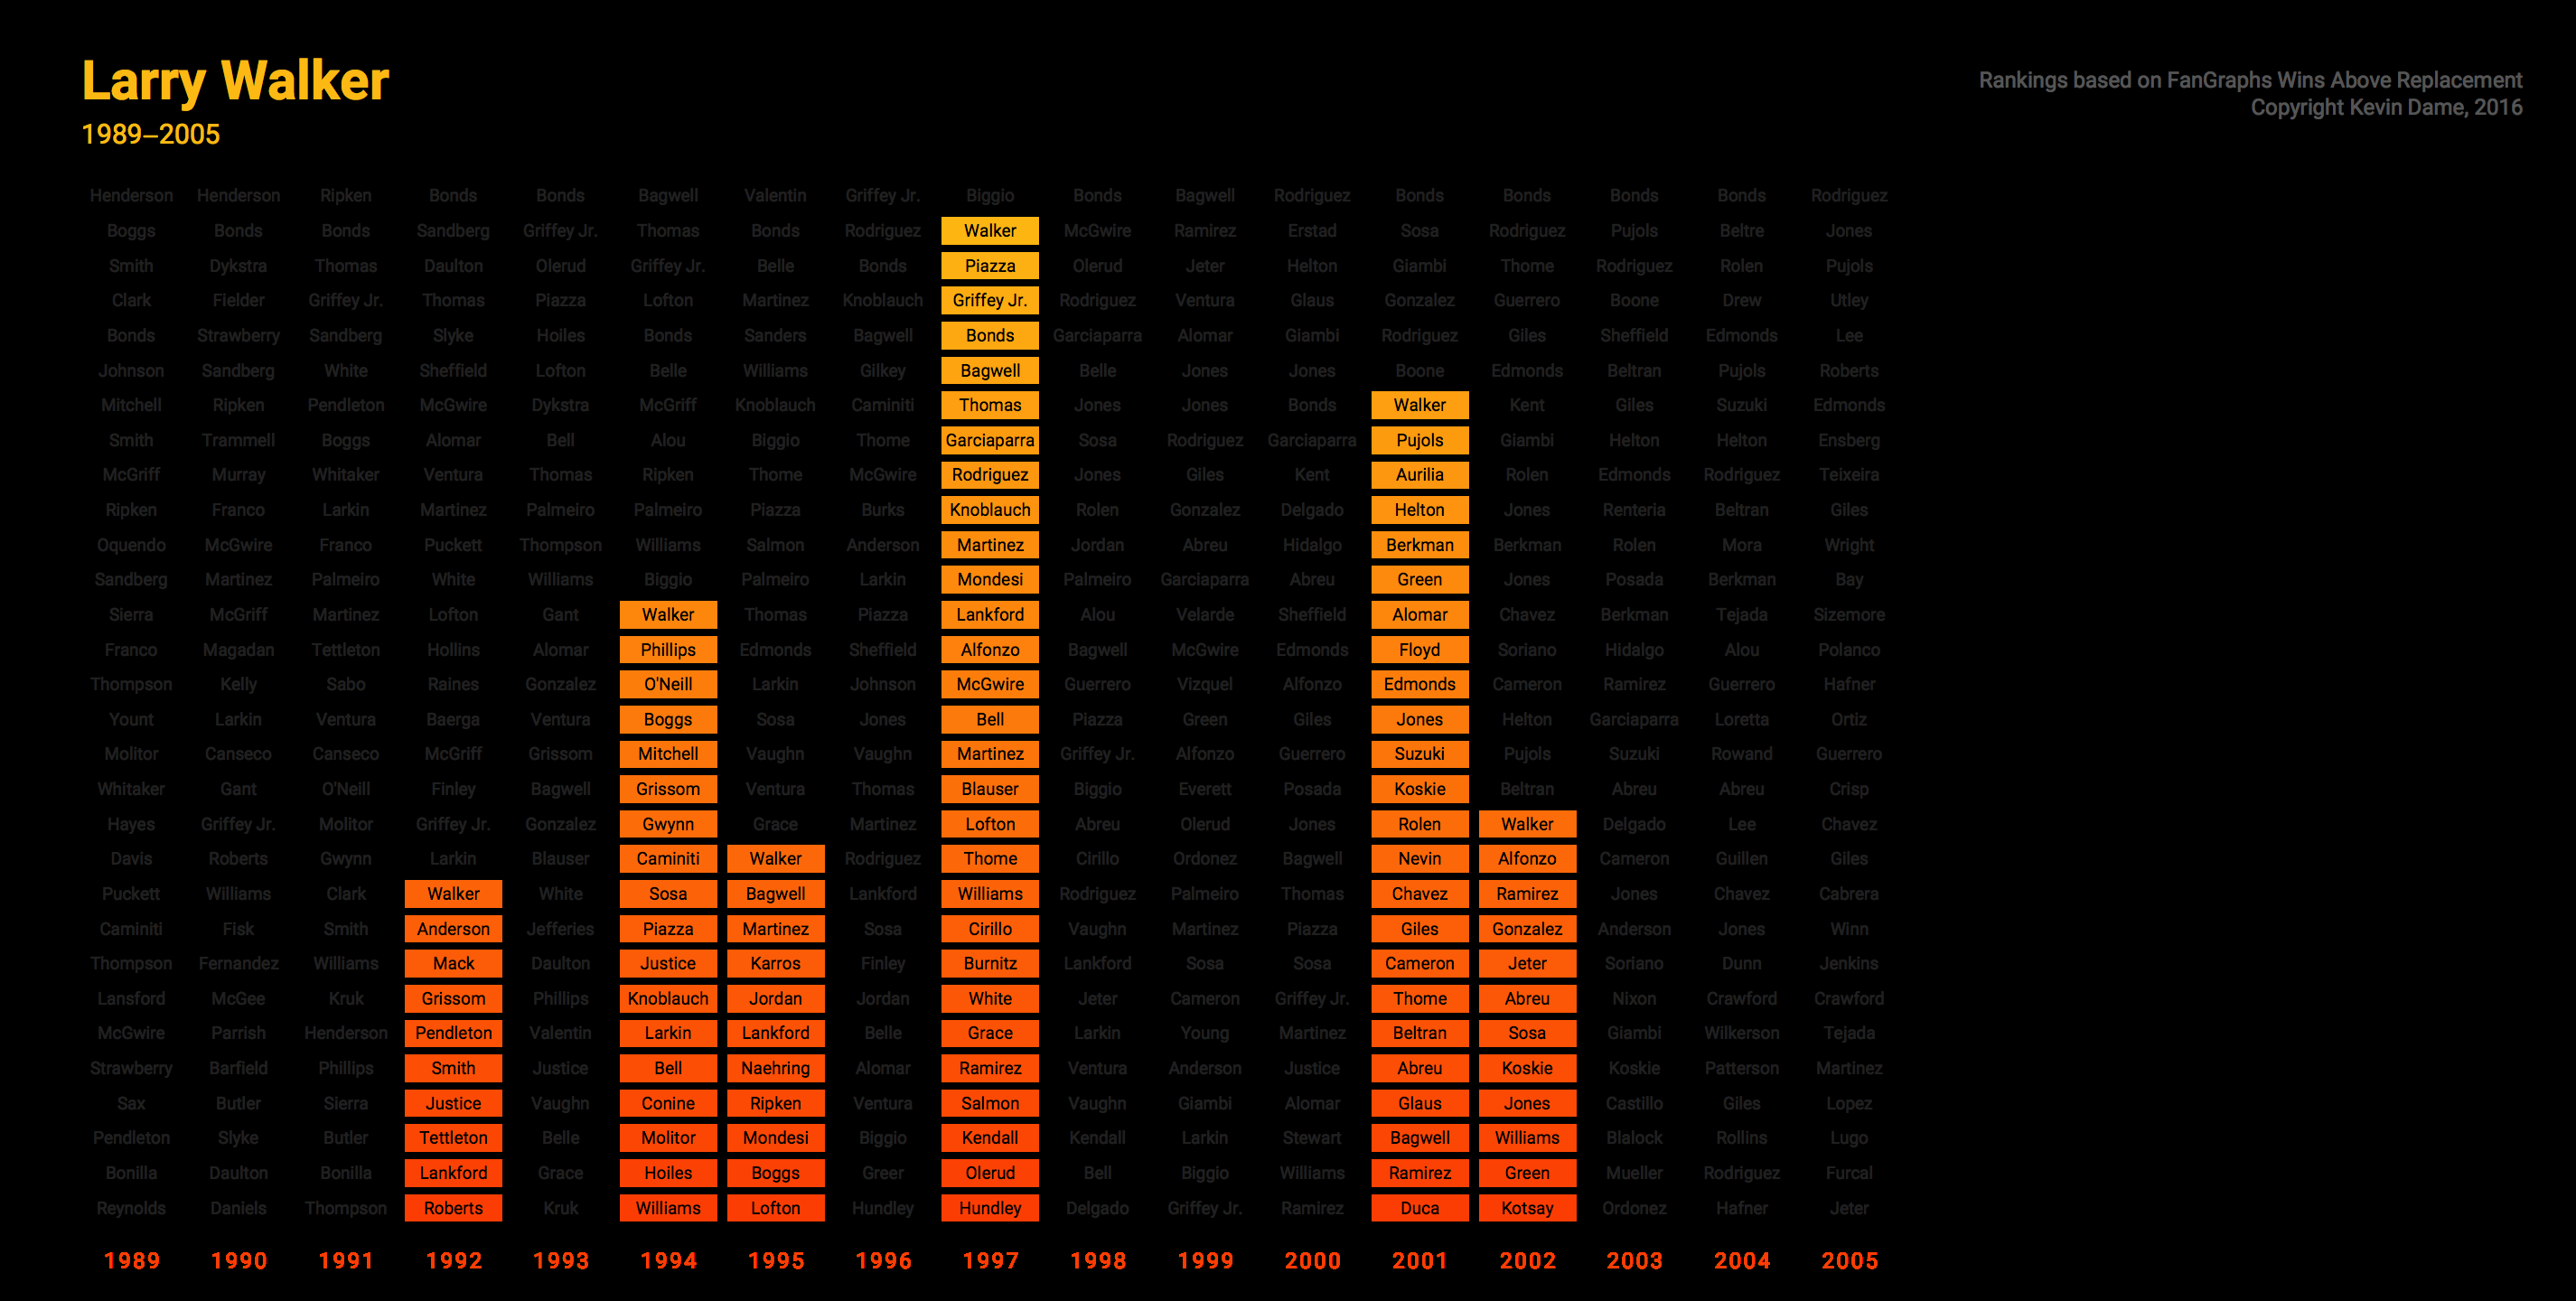 Larry Walker
1989–2005
Rankings based on FanGraphs Wins Above Replacement
Copyright Kevin Dame, 2016
Henderson Henderson Ripken Bonds Bonds Bagwell Valentin Griffey Jr. Biggio Bonds Bagwell Rodriguez Bonds Bonds Bonds Bonds Rodriguez
Boggs Bonds Bonds Sandberg Griffey Jr. Thomas Bonds Rodriguez Walker McGwire Ramirez Erstad Sosa Rodriguez Pujols Beltre Jones
Smith Dykstra Thomas Daulton Olerud Griffey Jr. Belle Bonds Piazza Olerud Jeter Helton Giambi Thome Rodriguez Rolen Pujols
Clark Fielder Griffey Jr. Thomas Piazza Lofton Martinez Knoblauch Griffey Jr. Rodriguez Ventura Glaus Gonzalez Guerrero Boone Drew Utley
Bonds Strawberry Sandberg Slyke Hoiles Bonds Sanders Bagwell Bonds Garciaparra Alomar Giambi Rodriguez Giles Sheffield Edmonds Lee
Johnson Sandberg White Sheffield Lofton Belle Williams Gilkey Bagwell Belle Jones Jones Boone Edmonds Beltran Pujols Roberts
Mitchell Ripken Pendleton McGwire Dykstra McGriff Knoblauch Caminiti Thomas Jones Jones Bonds Walker Kent Giles Suzuki Edmonds
Smith Trammell Boggs Alomar Bell Alou Biggio Thome Garciaparra Sosa Rodriguez Garciaparra Pujols Giambi Helton Helton Ensberg
McGriff Murray Whitaker Ventura Thomas Ripken Thome McGwire Rodriguez Jones Giles Kent Aurilia Rolen Edmonds Rodriguez Teixeira
Ripken Franco Larkin Martinez Palmeiro Palmeiro Piazza Burks Knoblauch Rolen Gonzalez Delgado Helton Jones Renteria Beltran Giles
Oquendo McGwire Franco Puckett Thompson Williams Salmon Anderson Martinez Jordan Abreu Hidalgo Berkman Berkman Rolen Mora Wright
Sandberg Martinez Palmeiro White Williams Biggio Palmeiro Larkin Mondesi Palmeiro Garciaparra Abreu Green Jones Posada Berkman Bay
Sierra McGriff Martinez Lofton Gant Walker Thomas Piazza Lankford Alou Velarde Sheffield Alomar Chavez Berkman Tejada Sizemore
Franco Magadan Tettleton Hollins Alomar Phillips Edmonds Sheffield Alfonzo Bagwell McGwire Edmonds Floyd Soriano Hidalgo Alou Polanco
Thompson Kelly Sabo Raines Gonzalez O'Neill Larkin Johnson McGwire Guerrero Vizquel Alfonzo Edmonds Cameron Ramirez Guerrero Hafner
Yount Larkin Ventura Baerga Ventura Boggs Sosa Jones Bell Piazza Green Giles Jones Helton Garciaparra Loretta Ortiz
Molitor Canseco Canseco McGriff Grissom Mitchell Vaughn Vaughn Martinez Griffey Jr. Alfonzo Guerrero Suzuki Pujols Suzuki Rowand Guerrero
Whitaker Gant O'Neill Finley Bagwell Grissom Ventura Thomas Blauser Biggio Everett Posada Koskie Beltran Abreu Abreu Crisp
Hayes Griffey Jr. Molitor Griffey Jr. Gonzalez Gwynn Grace Martinez Lofton Abreu Olerud Jones Rolen Walker Delgado Lee Chavez
Davis Roberts Gwynn Larkin Blauser Caminiti Walker Rodriguez Thome Cirillo Ordonez Bagwell Nevin Alfonzo Cameron Guillen Giles
Puckett Williams Clark Walker White Sosa Bagwell Lankford Williams Rodriguez Palmeiro Thomas Chavez Ramirez Jones Chavez Cabrera
Caminiti Fisk Smith Anderson Jefferies Piazza Martinez Sosa Cirillo Vaughn Martinez Piazza Giles Gonzalez Anderson Jones Winn
Thompson Fernandez Williams Mack Daulton Justice Karros Finley Burnitz Lankford Sosa Sosa Cameron Jeter Soriano Dunn Jenkins
Lansford McGee Kruk Grissom Phillips Knoblauch Jordan Jordan White Jeter Cameron Griffey Jr. Thome Abreu Nixon Crawford Crawford
McGwire Parrish Henderson Pendleton Valentin Larkin Lankford Belle Grace Larkin Young Martinez Beltran Sosa Giambi Wilkerson Tejada
Strawberry Barfield Phillips Smith Justice Bell Naehring Alomar Ramirez Ventura Anderson Justice Abreu Koskie Koskie Patterson Martinez
Sax Butler Sierra Justice Vaughn Conine Ripken Ventura Salmon Vaughn Giambi Alomar Glaus Jones Castillo Giles Lopez
Pendleton Slyke Butler Tettleton Belle Molitor Mondesi Biggio Kendall Kendall Larkin Stewart Bagwell Williams Blalock Rollins Lugo
Bonilla Daulton Bonilla Lankford Grace Hoiles Boggs Greer Olerud Bell Biggio Williams Ramirez Green Mueller Rodriguez Furcal
Reynolds Daniels Thompson Roberts Kruk Williams Lofton Hundley Hundley Delgado Griffey Jr. Ramirez Duca Kotsay Ordonez Hafner Jeter
1989 1990 1991 1992 1993 1994 1995 1996 1997 1998 1999 2000 2001 2002 2003 2004 2005